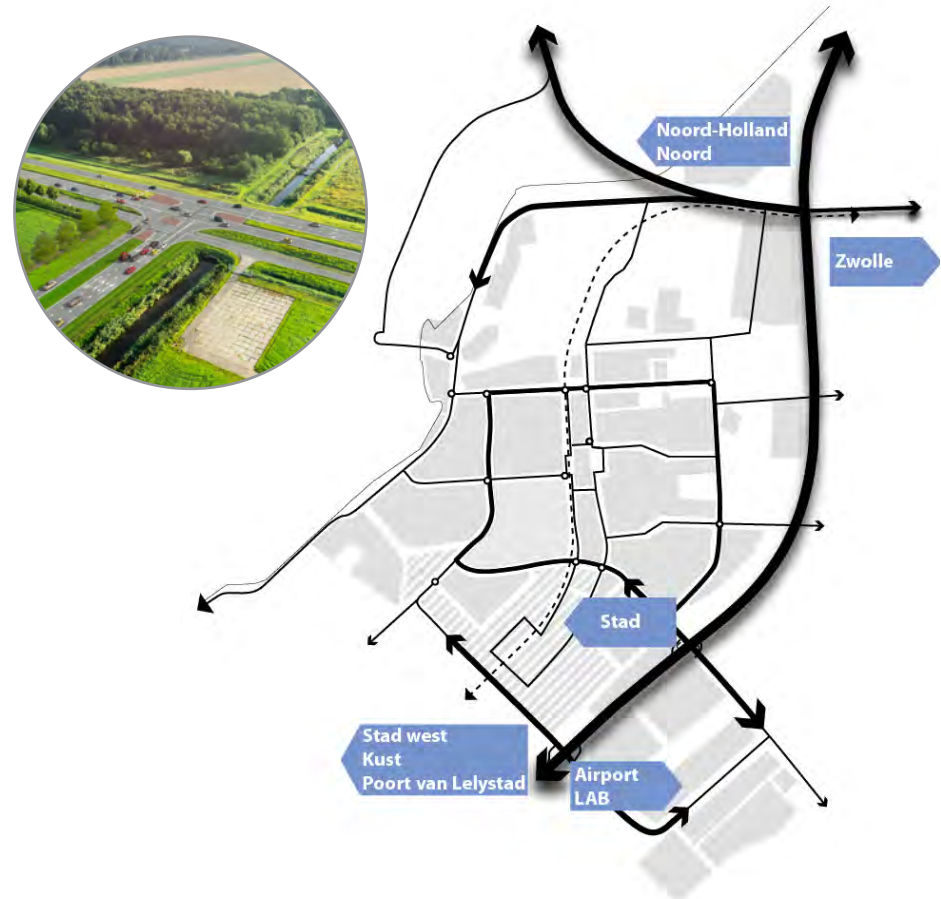 Noord-Holland
Noord
Zwolle
Stad
Stad west
Kust
Poort van Lelystad
Airport
LAB